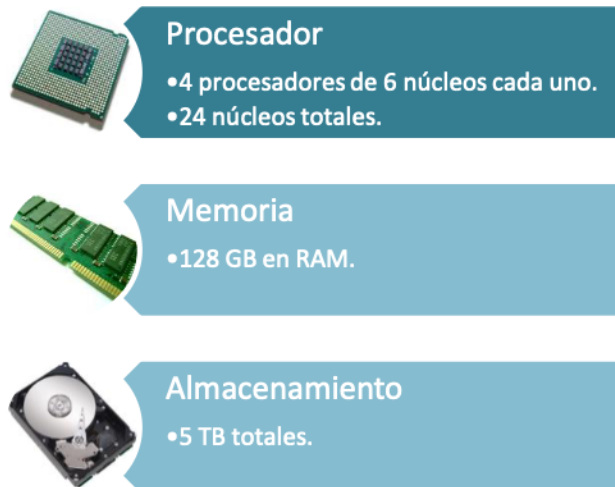 Procesador
•4 procesadores de 6 núcleos cada uno.
•24 núcleos totales.
Memoria
•128 GB en RAM.
Almacenamiento
•5 TB totales.